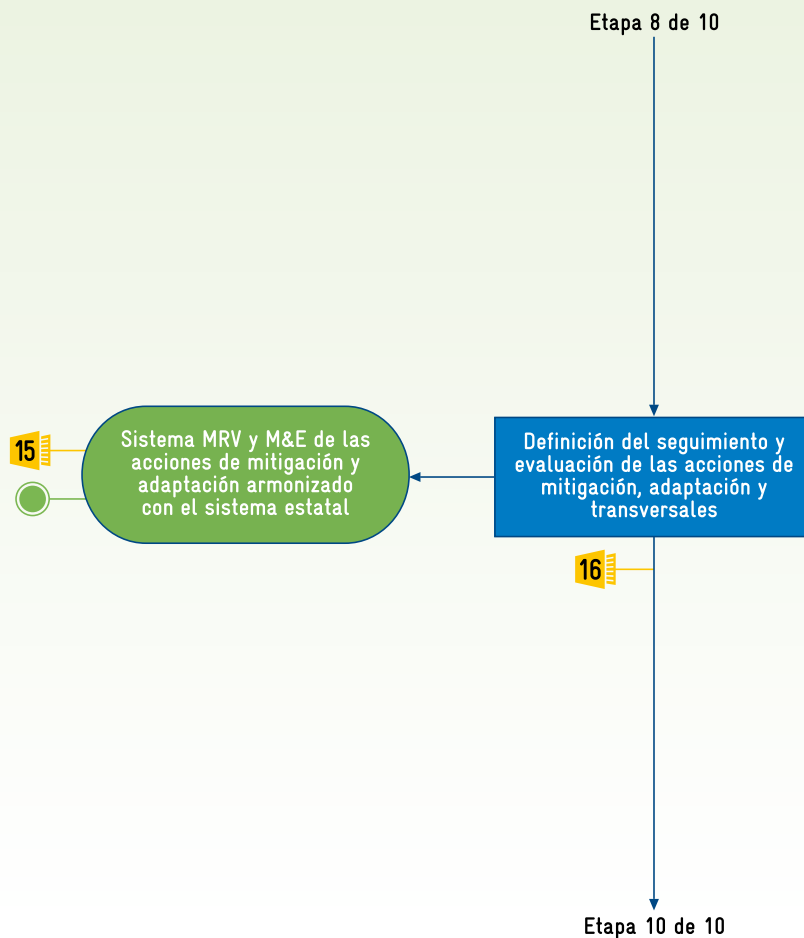 Etapa 8 de 10
15
Sistema MRV y M&E de las
acciones de mitigación y
adaptación armonizado
con el sistema estatal
Definición del seguimiento y
evaluación de las acciones de
mitigación, adaptación y
transversales
16
Etapa 10 de 10